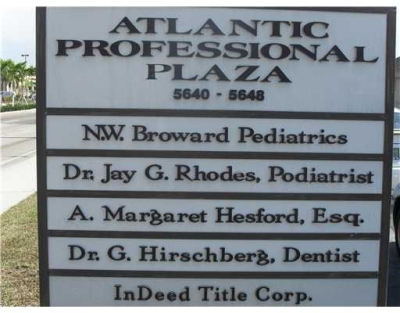 ATLANTIC
PROFESSIONAL
PLAZA
5640 - 5648
N.W. Broward Pediatrics
Dr. Jay G. Rhodes, Podiatrist
A. Margaret Hesford, Esq.
Dr. G. Hirschberg, Dentist
InDeed Title Corp.